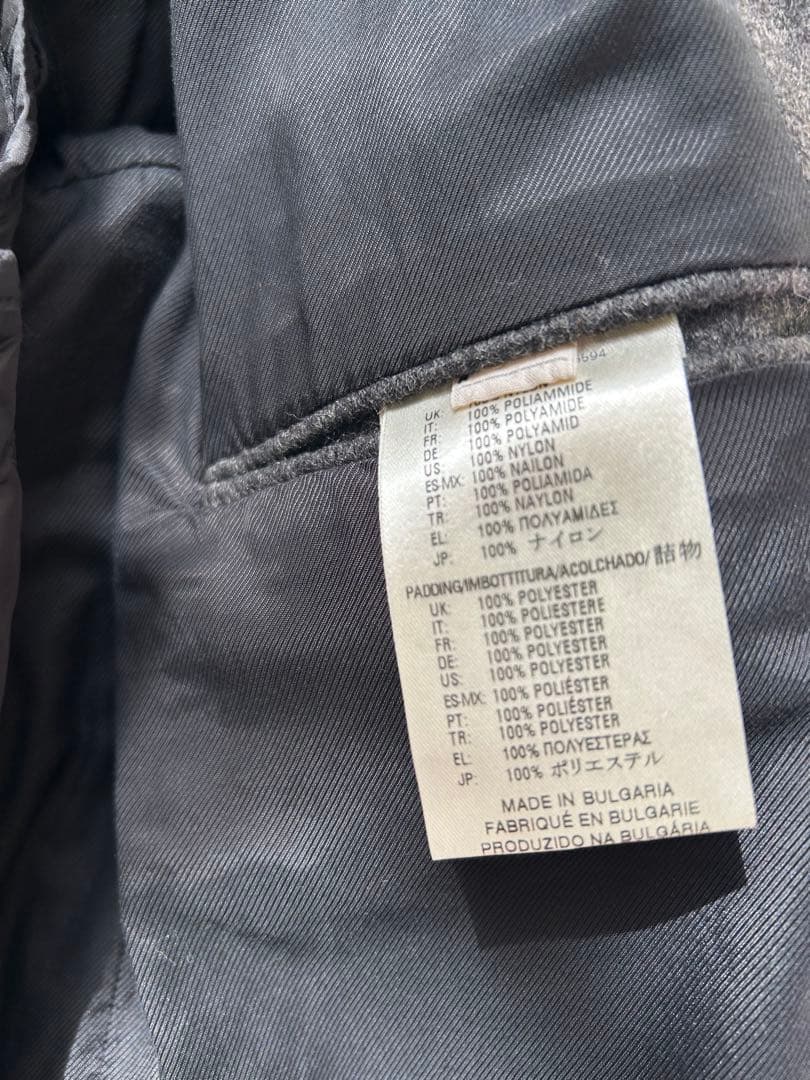 6594
UK: 100% NYLON
IT: 100% POLIAMMIDE
FR: 100% POLYAMIDE
DE: 100% POLYAMID
US: 100% NYLON
ES-MX: 100% NAILON
PT: 100% POLIAMIDA
TR: 100% NAYLON
EL: 100% ΠΟΛΥΑΜΙΔΕΣ
JP: 100% ナイロン
PADDING/IMBOTTITURA/ACOLCHADO/詰物
UK: 100% POLYESTER
IT: 100% POLIESTERE
FR: 100% POLYESTER
DE: 100% POLYESTER
US: 100% POLYESTER
ES-MX: 100% POLIÉSTER
PT: 100% POLIÉSTER
TR: 100% POLYESTER
EL: 100% ΠΟΛΥΕΣΤΕΡΑΣ
JP: 100% ポリエステル
MADE IN BULGARIA
FABRIQUÉ EN BULGARIE
PRODUZIDO NA BULGÁRIA